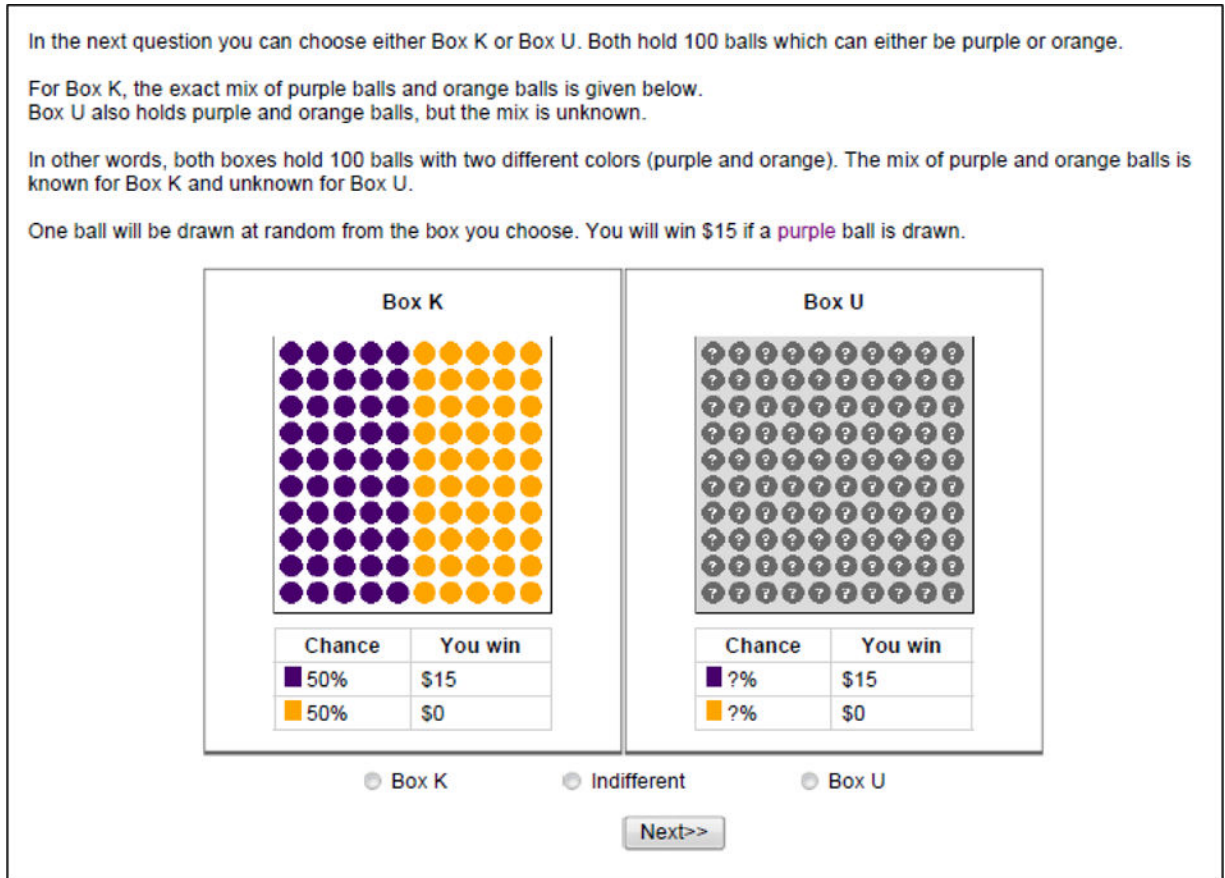 In the next question you can choose either Box K or Box U. Both hold 100 balls which can either be purple or orange.
For Box K, the exact mix of purple balls and orange balls is given below.
Box U also holds purple and orange balls, but the mix is unknown.
In other words, both boxes hold 100 balls with two different colors (purple and orange). The mix of purple and orange balls is
known for Box K and unknown for Box U.
One ball will be drawn at random from the box you choose. You will win $15 if a purple ball is drawn.
Box K
Box U
? ? ? ? ? ? ? ? ? ?
? ? ? ? ? ? ? ? ? ?
? ? ? ? ? ? ? ? ? ?
? ? ? ? ? ? ? ? ? ?
? ? ? ? ? ? ? ? ? ?
? ? ? ? ? ? ? ? ? ?
? ? ? ? ? ? ? ? ? ?
? ? ? ? ? ? ? ? ? ?
? ? ? ? ? ? ? ? ? ?
? ? ? ? ? ? ? ? ? ?
Chance You win
50% $15
50% $0
Chance You win
?% $15
?% $0
Box K Indifferent Box U
Next>>